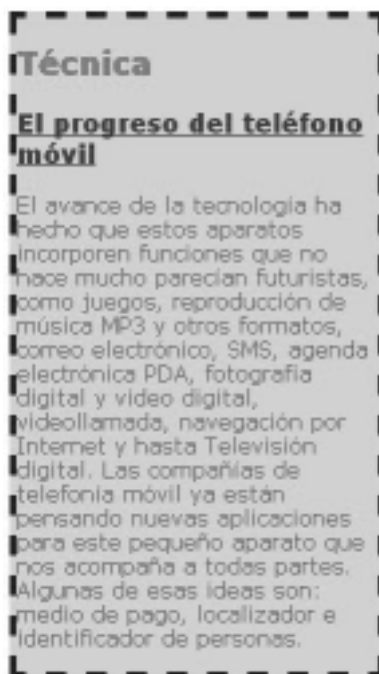 Técnica
El progreso del teléfono
móvil
El avance de la tecnología ha
hecho que estos aparatos
incorporen funciones que no
hace mucho parecían futuristas,
como juegos, reproducción de
música MP3 y otros formatos,
correo electrónico, SMS, agenda
electrónica PDA, fotografía
digital y video digital,
videollamada, navegación por
Internet y hasta Televisión
digital. Las compañías de
telefonía móvil ya están
pensando nuevas aplicaciones
para este pequeño aparato que
nos acompaña a todas partes.
Algunas de esas ideas son:
medio de pago, localizador e
identificador de personas.